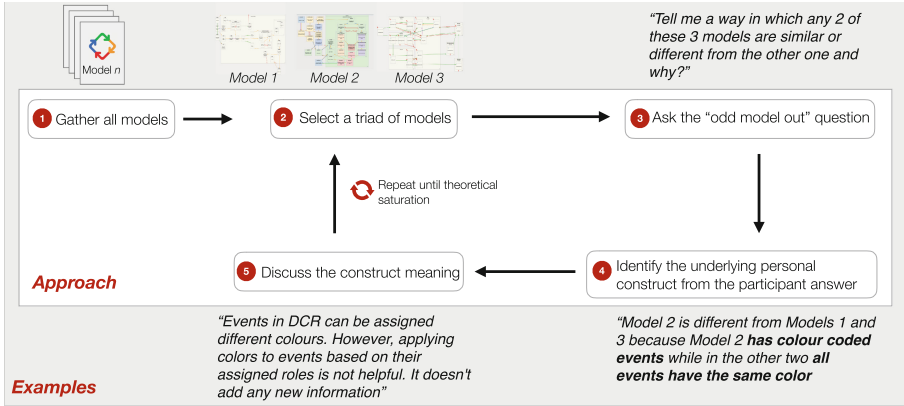 Model n
Model 1
Model 2
Model 3
“Tell me a way in which any 2 of
these 3 models are similar or
different from the other one and
why?”
1 Gather all models
2 Select a triad of models
3 Ask the “odd model out” question
Repeat until theoretical
saturation
5 Discuss the construct meaning
4 Identify the underlying personal
construct from the participant answer
Approach
“Events in DCR can be assigned
different colours. However, applying
colors to events based on their
assigned roles is not helpful. It doesn't
add any new information”
“Model 2 is different from Models 1 and
3 because Model 2 has colour coded
events while in the other two all
events have the same color
Examples